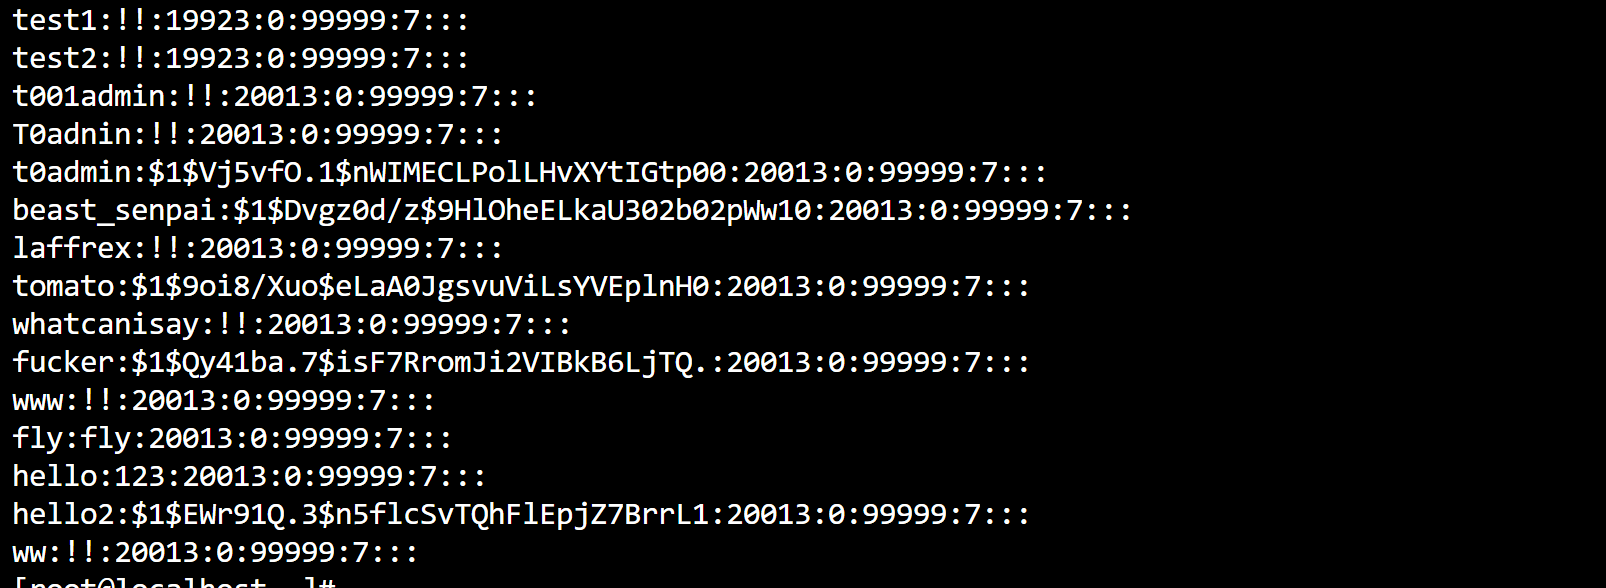 test1:!!:19923:0:99999:7:::
test2:!!:19923:0:99999:7:::
t001admin:!!:20013:0:99999:7:::
T0adnin:!!:20013:0:99999:7:::
t0admin:$1$Vj5vfO.1$nWIMECLPolLHvXYtIGtp00:20013:0:99999:7:::
beast_senpai:$1$Dvgz0d/z$9HlOheELkaU302b02pWw10:20013:0:99999:7:::
laffrex:!!:20013:0:99999:7:::
tomato:$1$9oi8/Xuo$eLaA0JgsvuViLsYVEplnH0:20013:0:99999:7:::
whatcanisay:!!:20013:0:99999:7:::
fucker:$1$Qy41ba.7$isF7RromJi2VIBkB6LjTQ.:20013:0:99999:7:::
www:!!:20013:0:99999:7:::
fly:fly:20013:0:99999:7:::
hello:123:20013:0:99999:7:::
hello2:$1$EWr91Q.3$n5flcSvTQhFlEpjZ7BrrL1:20013:0:99999:7:::
ww:!!:20013:0:99999:7:::
[root@localhost ~]#